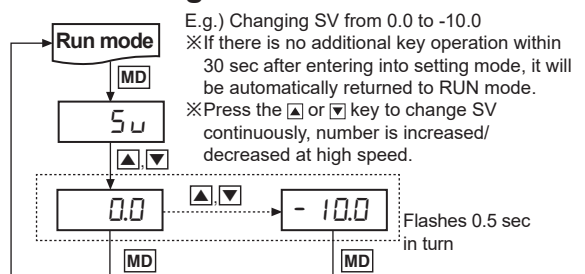 E.g.) Changing SV from 0.0 to -10.0
※If there is no additional key operation within
30 sec after entering into setting mode, it will
be automatically returned to RUN mode.
※Press the ▲ or ▼ key to change SV
continuously, number is increased/
decreased at high speed.
Run mode
MD
Su
▲,▼
0.0
▲,▼
- 10.0
Flashes 0.5 sec
in turn
MD
MD